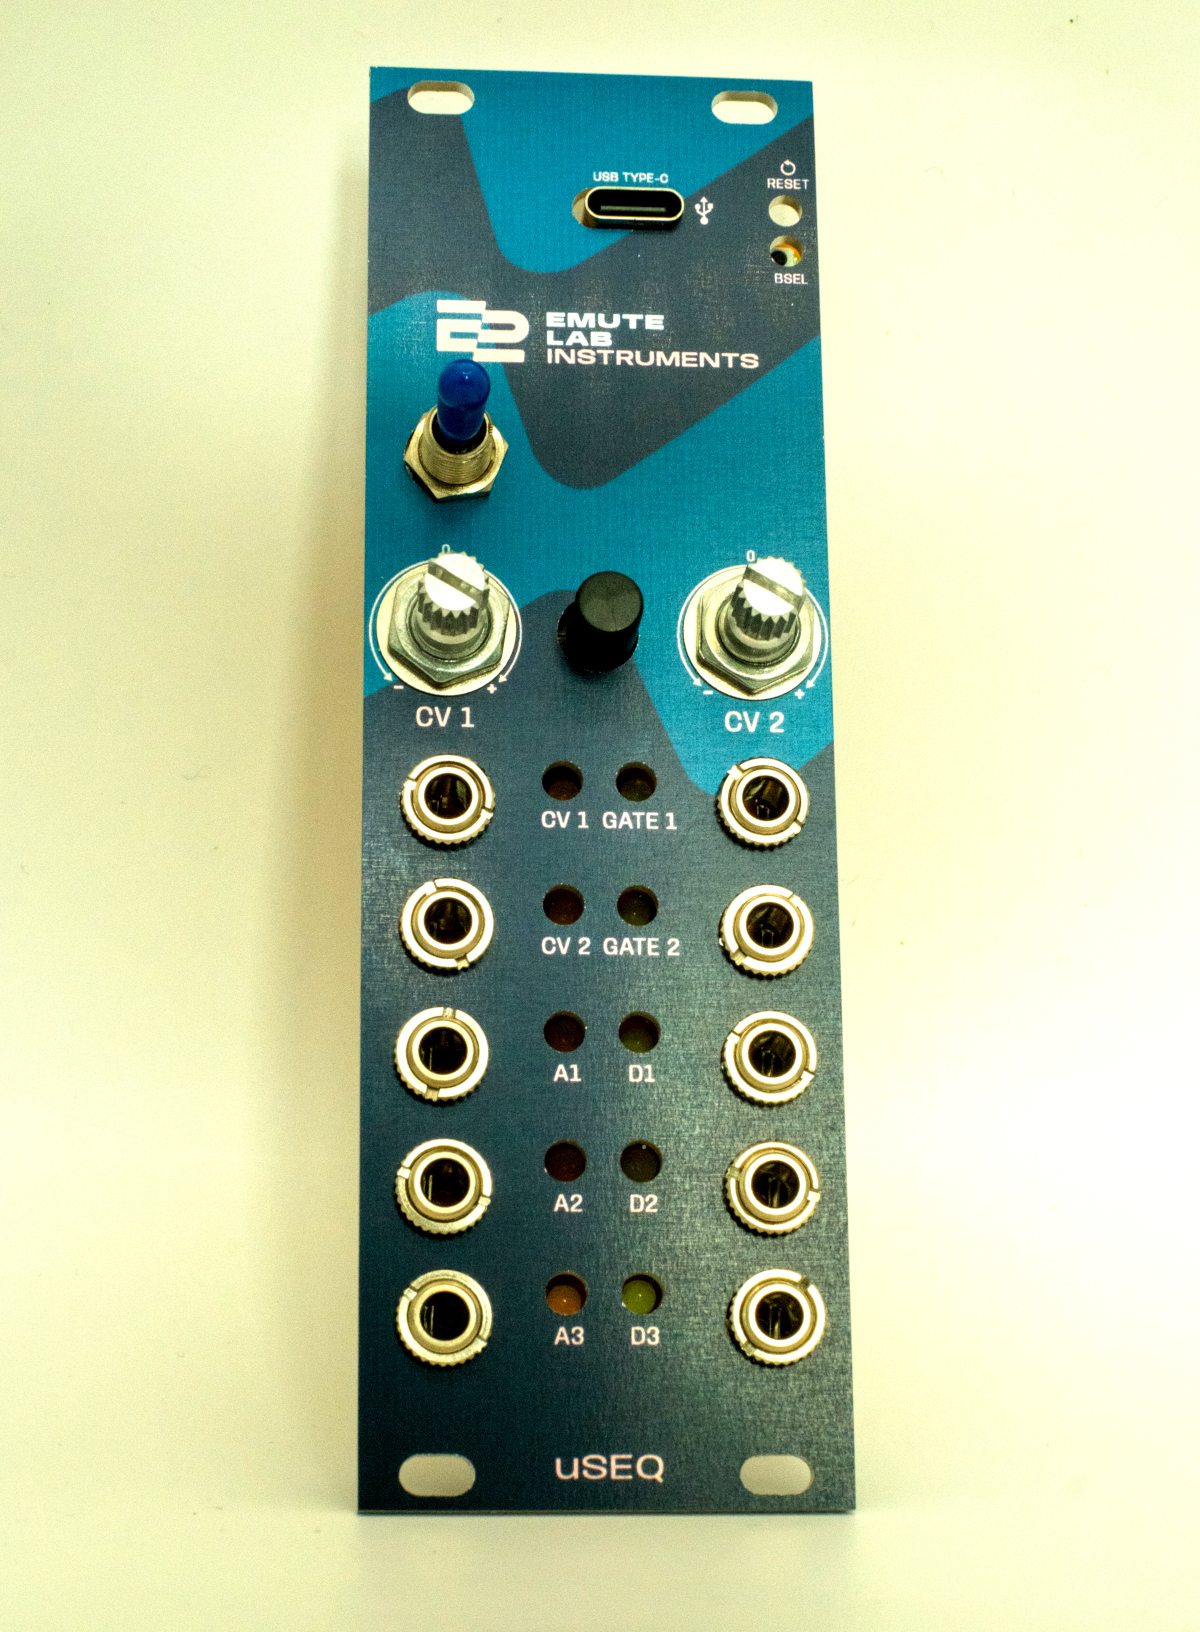 USB TYPE-C
RESET
BSEL
EMUTE
LAB
INSTRUMENTS
0
0
- +
- +
CV 1
CV 2
CV 1 GATE 1
CV 2 GATE 2
A1 D1
A2 D2
A3 D3
uSEQ